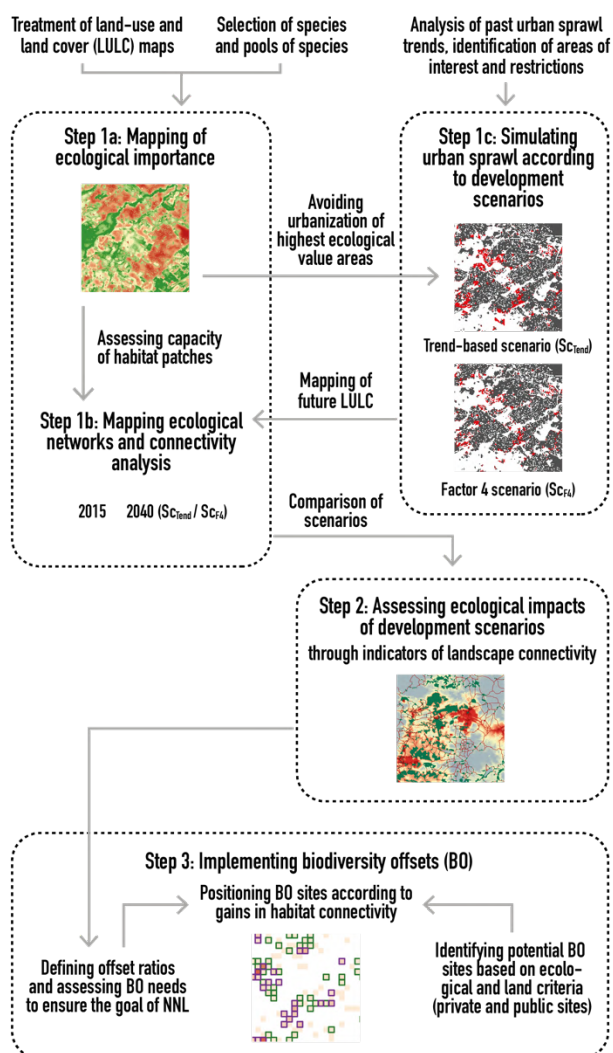 Treatment of land-use and
land cover (LULC) maps
Selection of species
and pools of species
Analysis of past urban sprawl
trends, identification of areas of
interest and restrictions
Step 1a: Mapping of
ecological importance
Avoiding
urbanization of
highest ecological
value areas
Step 1c: Simulating
urban sprawl according
to development
scenarios
Trend-based scenario (ScTend)
Assessing capacity
of habitat patches
Mapping of
future LULC
Step 1b: Mapping ecological
networks and connectivity
analysis
2015 2040 (ScTend / ScF4)
Factor 4 scenario (ScF4)
Comparison of
scenarios
Step 2: Assessing ecological impacts
of development scenarios
through indicators of landscape connectivity
Step 3: Implementing biodiversity offsets (BO)
Positioning BO sites according to
gains in habitat connectivity
Defining offset ratios
and assessing BO needs
to ensure the goal of NNL
Identifying potential BO
sites based on ecolo-
gical and land criteria
(private and public sites)